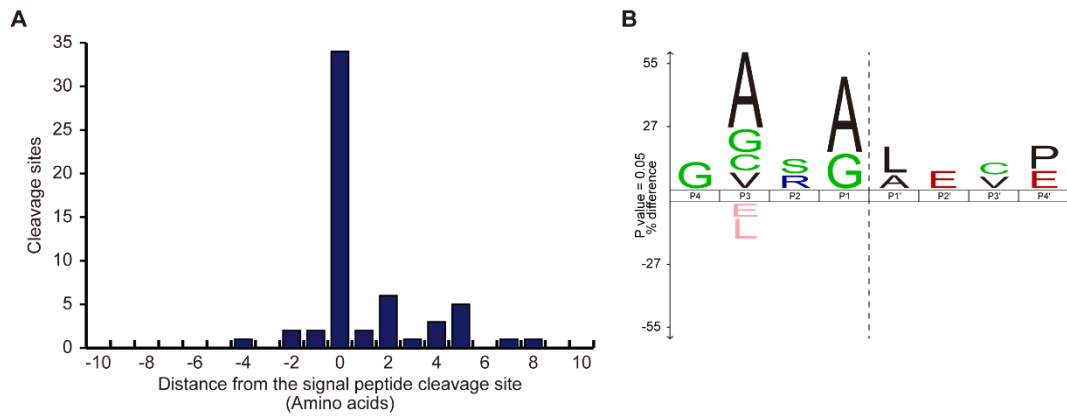 A
35
30
25
20
15
10
5
0
Cleavage sites
-10 -8 -6 -4 -2 0 2 4 6 8 10
Distance from the signal peptide cleavage site
(Amino acids)
B
55
27
-27
-55
P value = 0.05
% difference
A A
G C V S R G L A E C V P E
G
P4 P3 P2 P1 P1' P2' P3' P4'
E
L